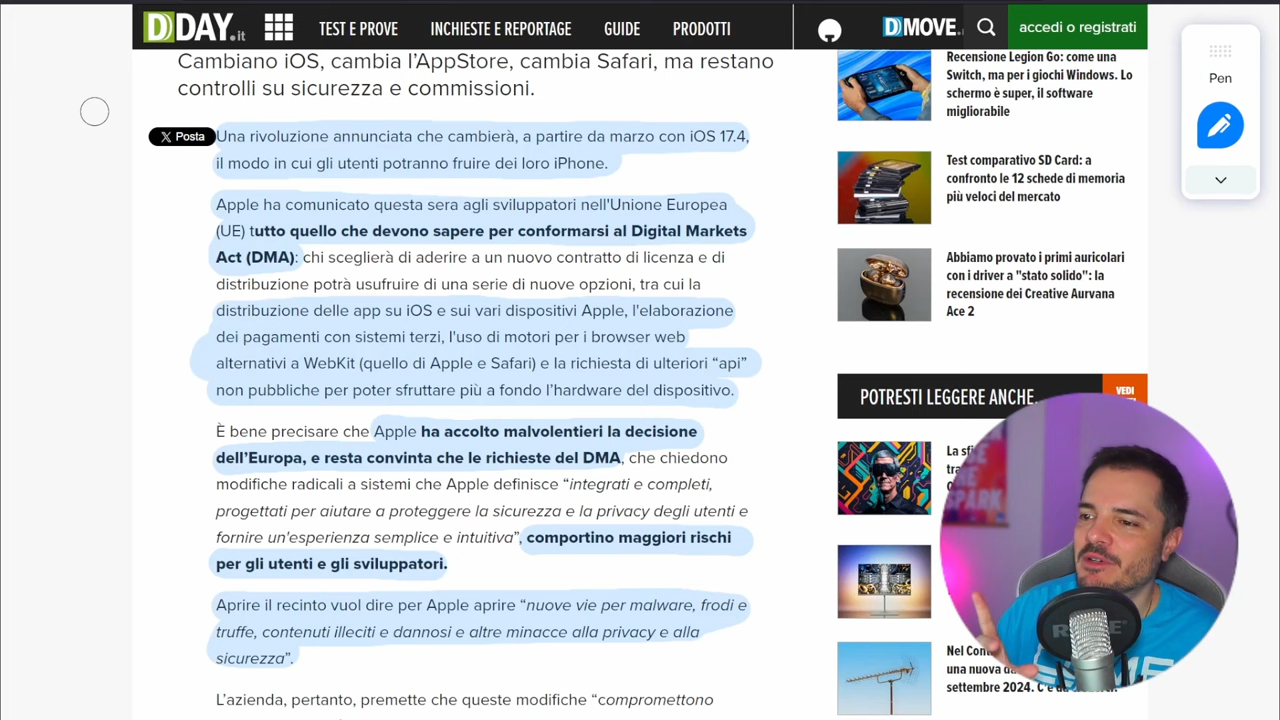 DDAY.it
TEST E PROVE
INCHIESTE E REPORTAGE
GUIDE
PRODOTTI
DMOVE.
accedi o registrati
Cambiano iOS, cambia l’AppStore, cambia Safari, ma restano
controlli su sicurezza e commissioni.
X Posta
Una rivoluzione annunciata che cambierà, a partire da marzo con iOS 17.4,
il modo in cui gli utenti potranno fruire dei loro iPhone.
Apple ha comunicato questa sera agli sviluppatori nell'Unione Europea
(UE) tutto quello che devono sapere per conformarsi al Digital Markets
Act (DMA): chi sceglierà di aderire a un nuovo contratto di licenza e di
distribuzione potrà usufruire di una serie di nuove opzioni, tra cui la
distribuzione delle app su iOS e sui vari dispositivi Apple, l'elaborazione
dei pagamenti con sistemi terzi, l'uso di motori per i browser web
alternativi a WebKit (quello di Apple e Safari) e la richiesta di ulteriori “api”
non pubbliche per poter sfruttare più a fondo l’hardware del dispositivo.
È bene precisare che Apple ha accolto malvolentieri la decisione
dell’Europa, e resta convinta che le richieste del DMA, che chiedono
modifiche radicali a sistemi che Apple definisce “integrati e completi,
progettati per aiutare a proteggere la sicurezza e la privacy degli utenti e
fornire un'esperienza semplice e intuitiva”, comportino maggiori rischi
per gli utenti e gli sviluppatori.
Aprire il recinto vuol dire per Apple aprire “nuove vie per malware, frodi e
truffe, contenuti illeciti e dannosi e altre minacce alla privacy e alla
sicurezza”.
L’azienda, pertanto, premette che queste modifiche “compromettono
Recensione Legion Go: come una
Switch, ma per i giochi Windows. Lo
schermo è super, il software
migliorabile
Test comparativo SD Card: a
confronto le 12 schede di memoria
più veloci del mercato
Abbiamo provato i primi auricolari
con i driver a "stato solido": la
recensione dei Creative Aurvana
Ace 2
POTRESTI LEGGERE ANCHE.
VEDI
La
Nel
una nuova
settembre 2024.
THE
SPARK
Pen